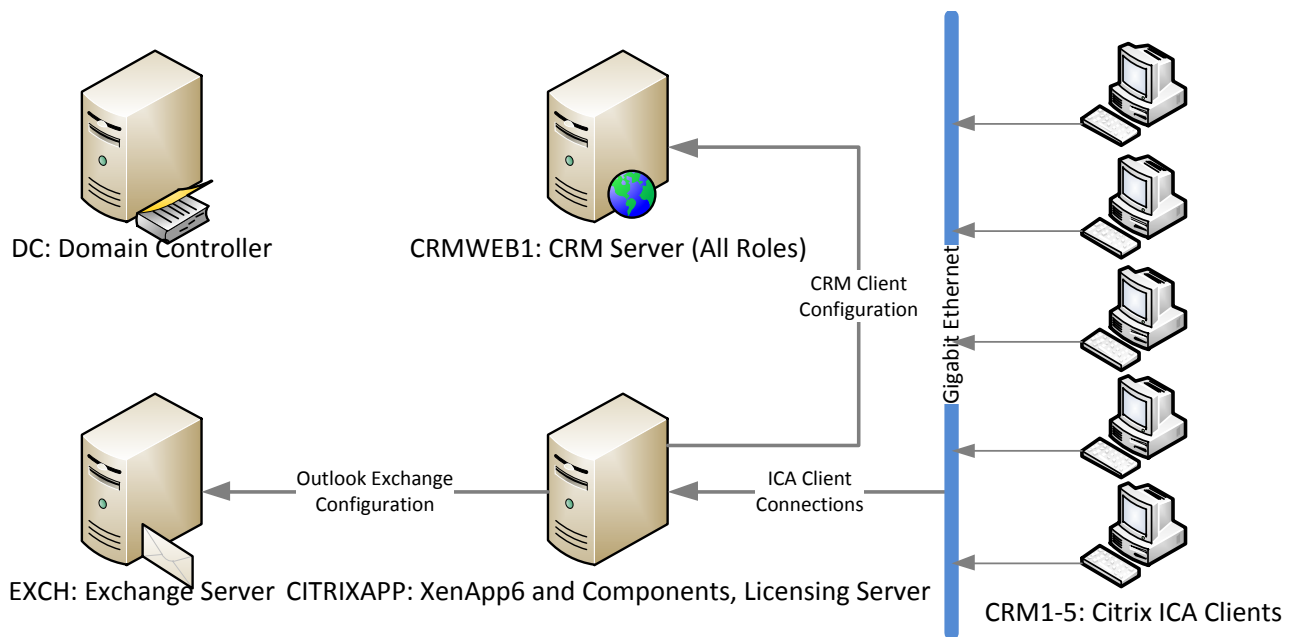 DC: Domain Controller
CRMWEB1: CRM Server (All Roles)
CRM Client
Configuration
Gigabit Ethernet
Outlook Exchange
Configuration
ICA Client
Connections
EXCH: Exchange Server
CITRIXAPP: XenApp6 and Components, Licensing Server
CRM1-5: Citrix ICA Clients